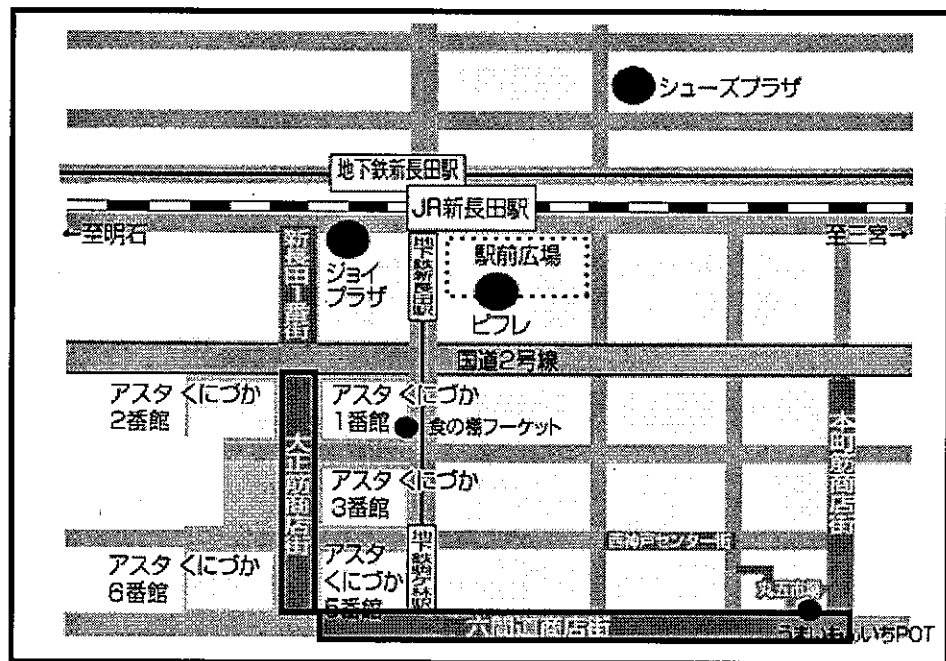 シューズプラザ
地下鉄新長田駅
JR新長田駅
←至明石
至三宮→
新長田1番街
ジョイ
プラザ
地下鉄新長田駅
駅前広場
ピフレ
国道2号線
アスタ くにづか
2番館
アスタ くにづか
1番館
食の棚フーケット
大正筋商店街
本町筋商店街
アスタ くにづか
3番館
アスタ くにづか
6番館
アスタ
くにづか
5番館
地下鉄駒ヶ林駅
西神戸センター街
丸五市場
六間道商店街
POT